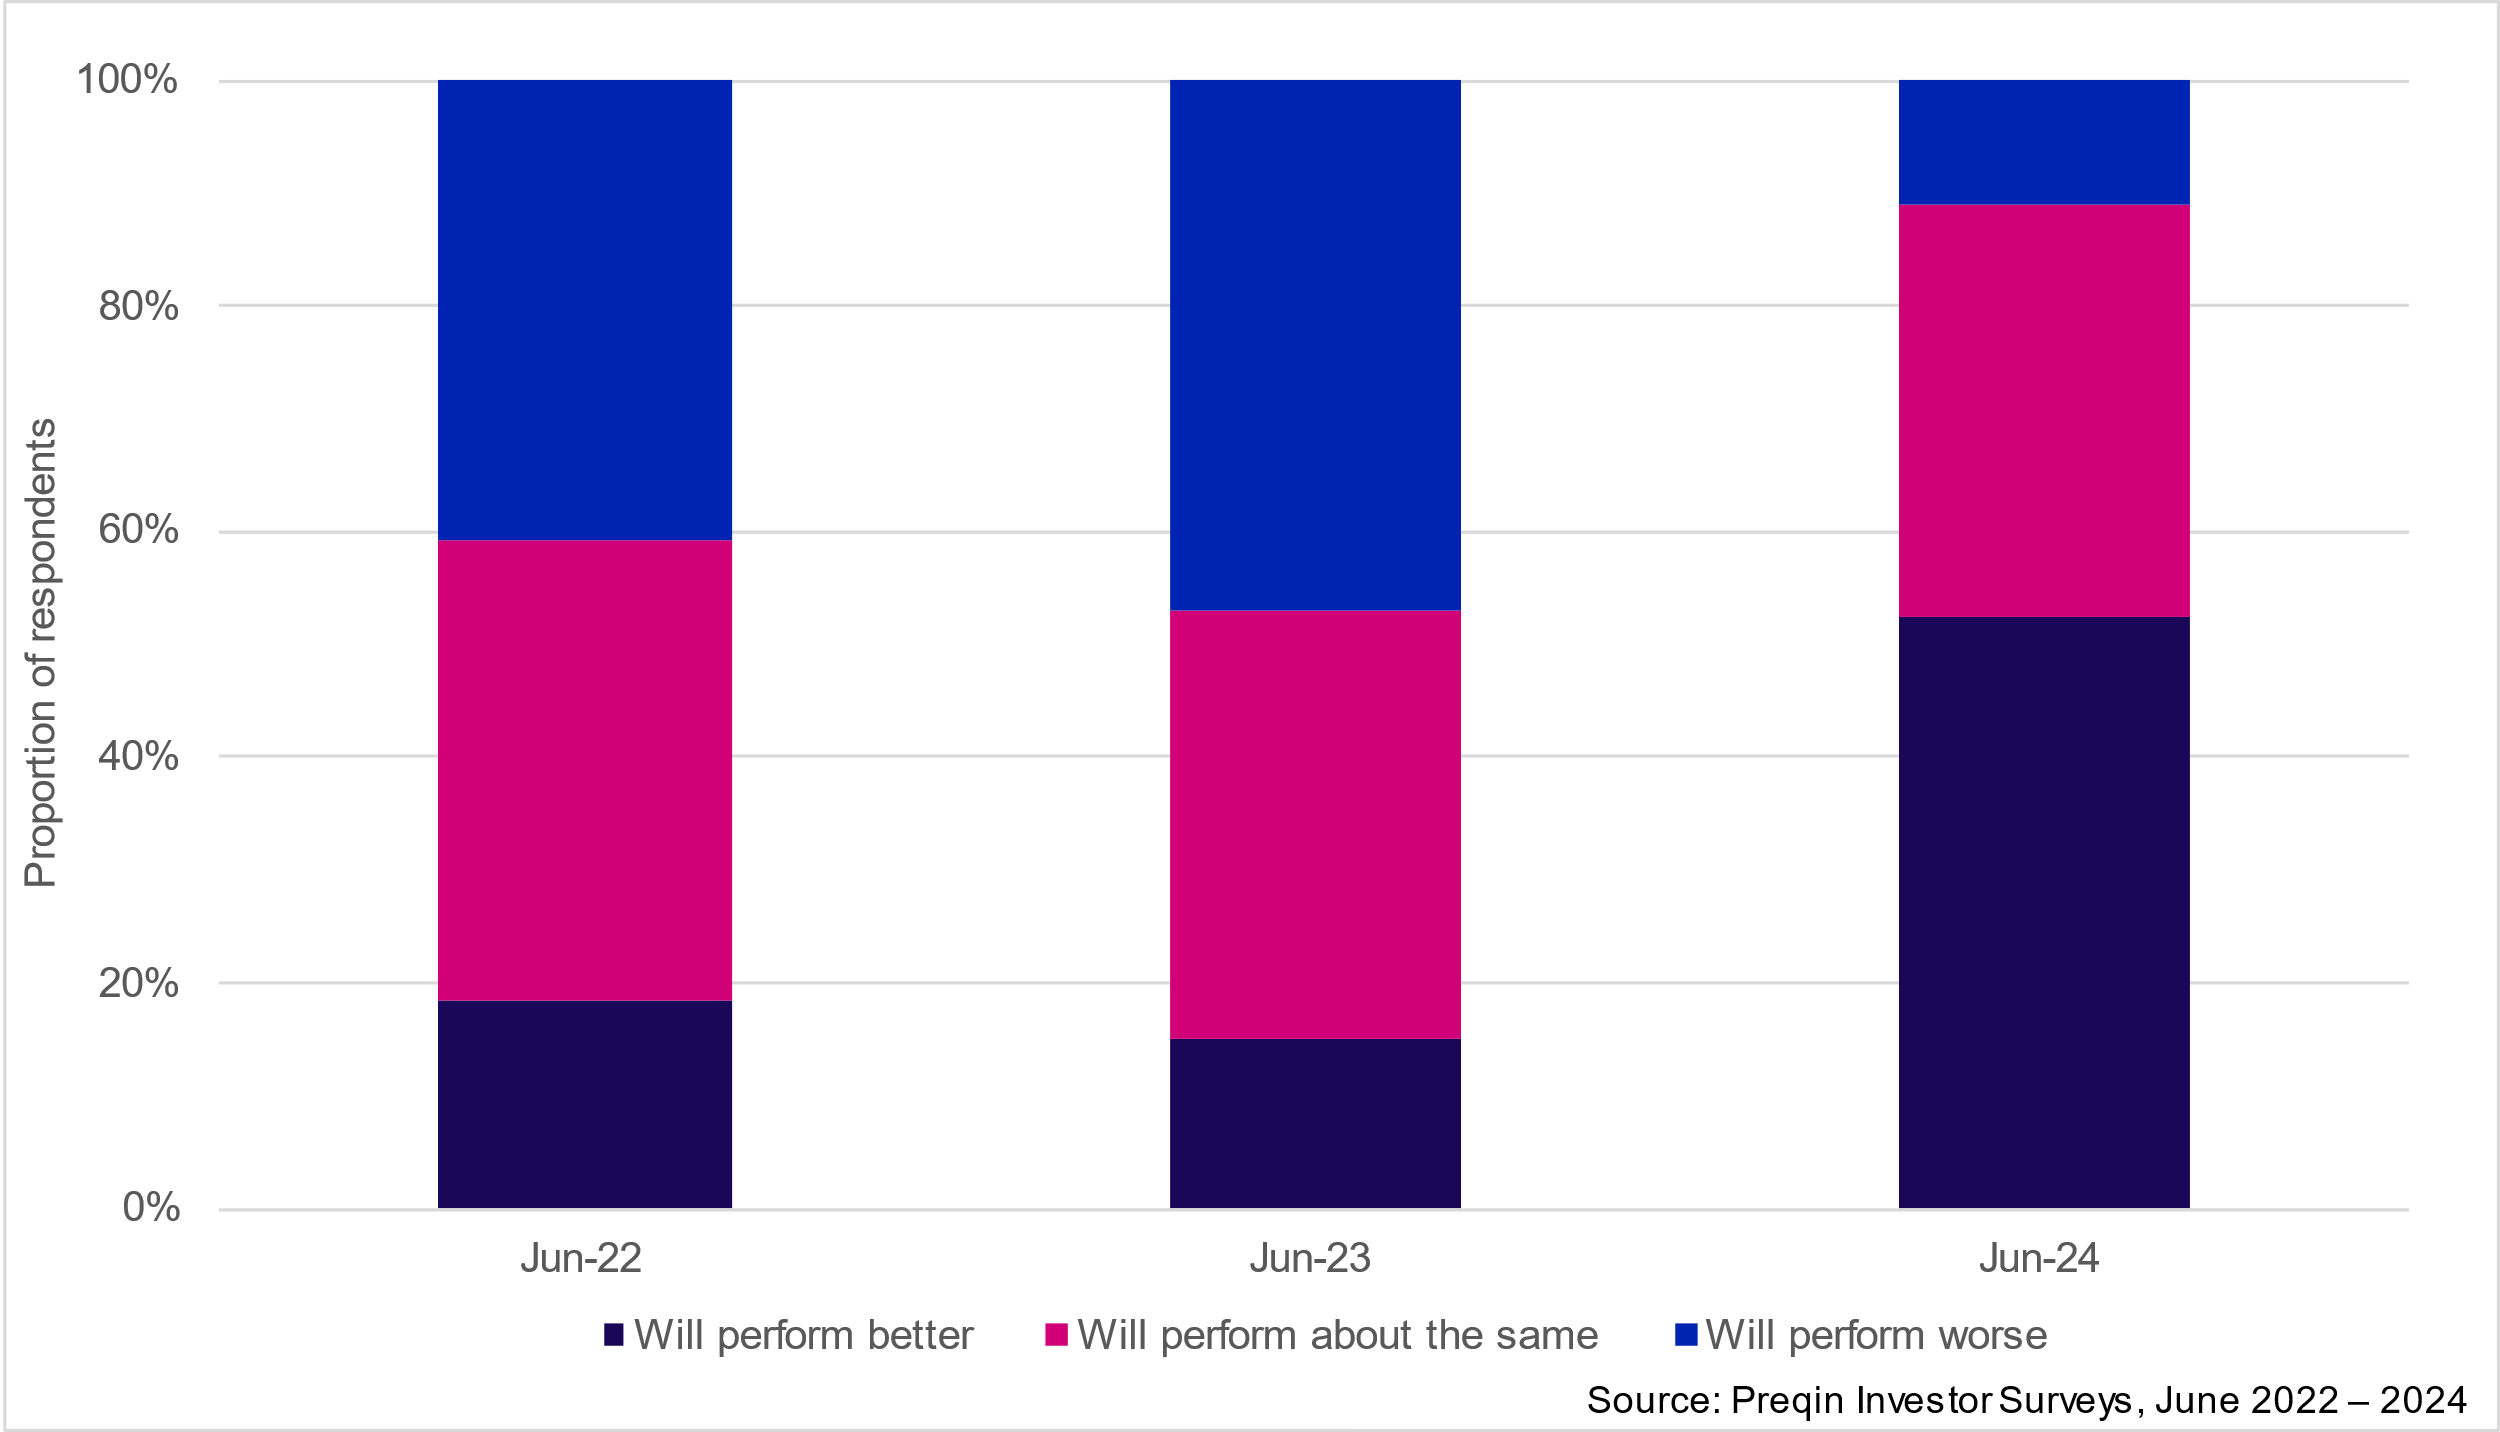 100%
80%
60%
40%
20%
0%
Proportion of respondents
Jun-22
Jun-23
Jun-24
Will perform better
Will perform about the same
Will perform worse
Source: Preqin Investor Surveys, June 2022 – 2024